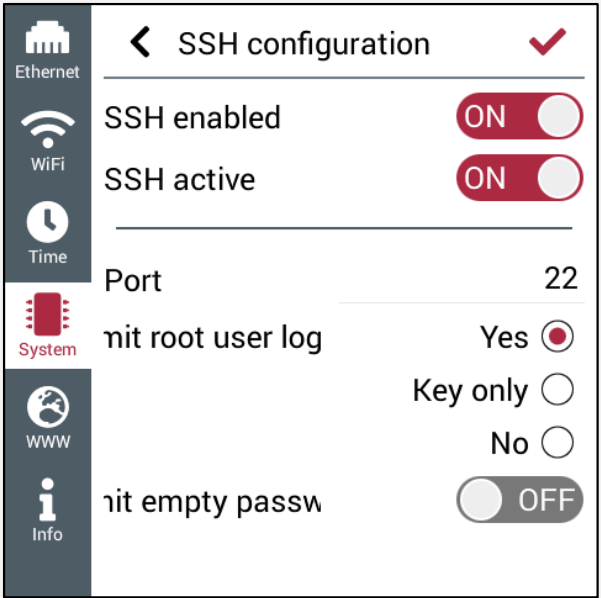 SSH configuration
Ethernet
SSH enabled ON
WiFi
SSH active ON
Time
Port 22
System
mit root user log Yes
Key only
WWW
No
Info
nit empty passw OFF